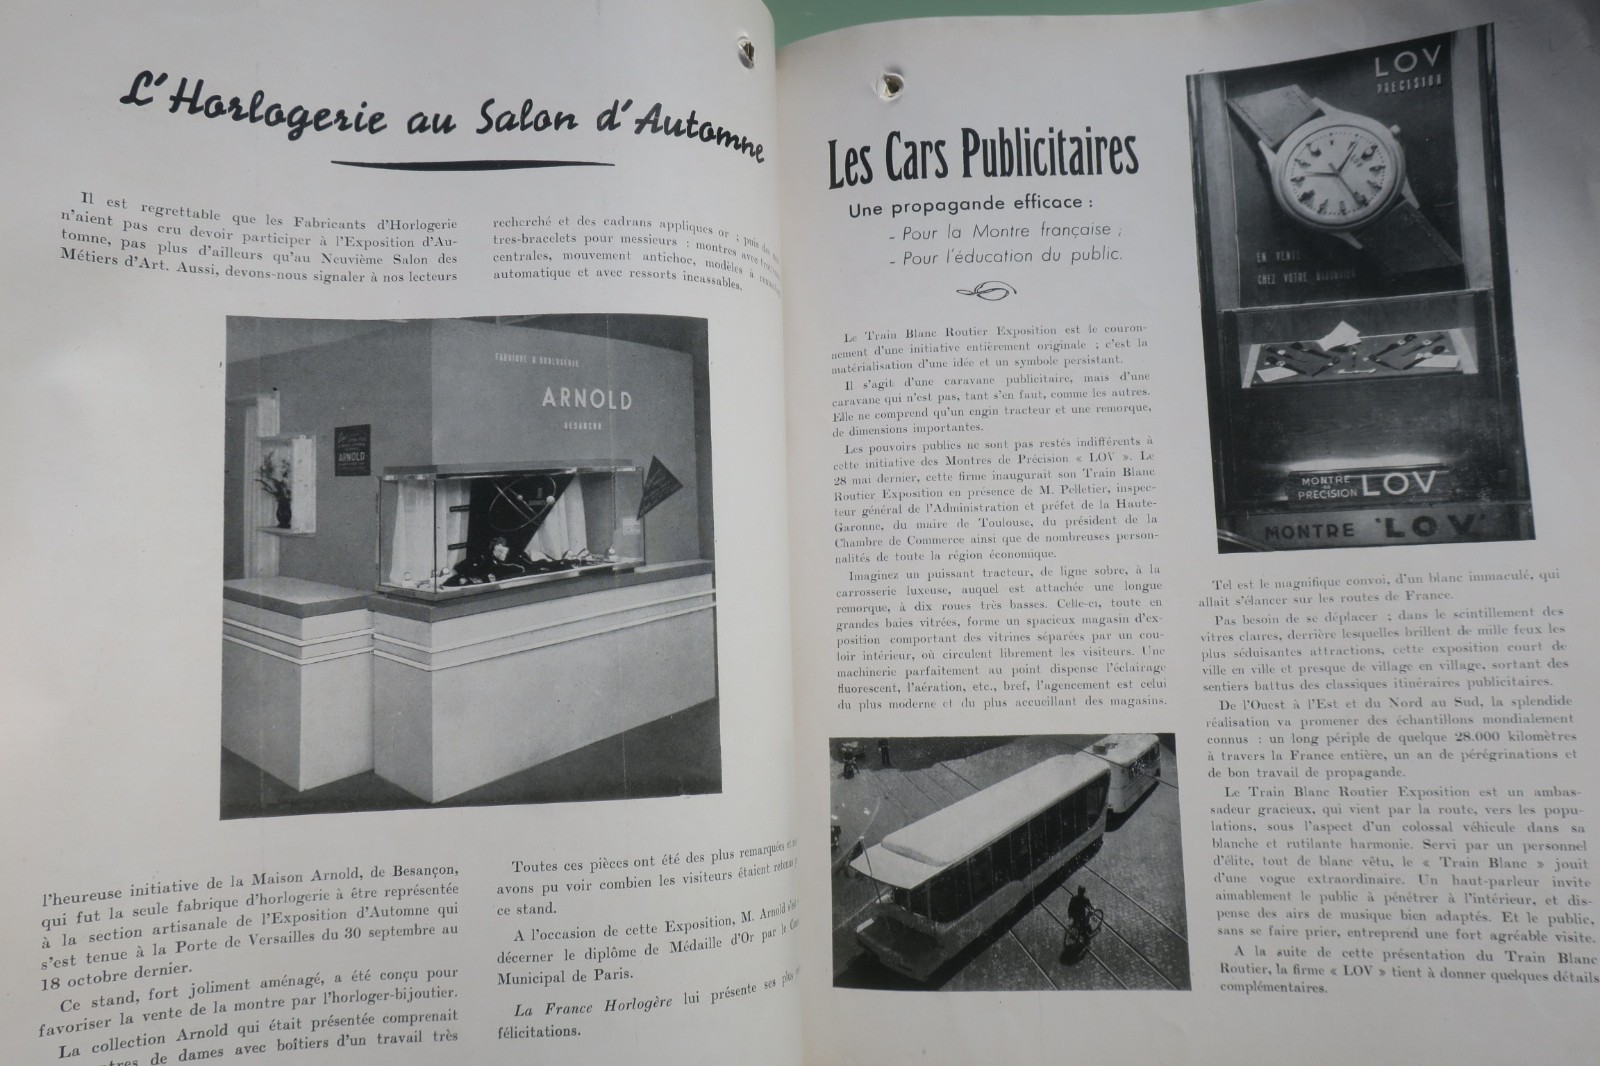 L'Horlogerie au Salon d'Automne
Il est regrettable que les Fabricants d'Horlogerie
n'aient pas cru devoir participer à l'Exposition d'Au-
tomne, pas plus d'ailleurs qu'au Neuvième Salon des
Métiers d'Art. Aussi, devons-nous signaler à nos lecteurs
recherché et des cadrans appliques or ; puis des
tres-bracelets pour messieurs : montres avec
centrales, mouvement antichoc, modèles à
automatique et avec ressorts incassables.
FABRIQUE D'HORLOGERIE
ARNOLD
BESANÇON
ARNOLD
l'heureuse initiative de la Maison Arnold, de Besançon,
qui fut la seule fabrique d'horlogerie à être représentée
à la section artisanale de l'Exposition d'Automne qui
s'est tenue à la Porte de Versailles du 30 septembre au
18 octobre dernier.
Ce stand, fort joliment aménagé, a été conçu pour
favoriser la vente de la montre par l'horloger-bijoutier.
La collection Arnold qui était présentée comprenait
de dames avec boîtiers d'un travail très
Toutes ces pièces ont été des plus remarquées et
avons pu voir combien les visiteurs étaient
ce stand.
A l'occasion de cette Exposition, M. Arnold s'est
décerner le diplôme de Médaille d'Or par le
Municipal de Paris.
La France Horlogère lui présente ses plus
félicitations.
Les Cars Publicitaires
Une propagande efficace :
- Pour la Montre française ;
- Pour l'éducation du public.
Le Train Blanc Routier Exposition est le couron-
nement d'une initiative entièrement originale ; c'est la
matérialisation d'une idée et un symbole persistant.
Il s'agit d'une caravane publicitaire, mais d'une
caravane qui n'est pas, tant s'en faut, comme les autres.
Elle ne comprend qu'un engin tracteur et une remorque,
de dimensions importantes.
Les pouvoirs publics ne sont pas restés indifférents à
cette initiative des Montres de Précision « LOV ». Le
28 mai dernier, cette firme inaugurait son Train Blanc
Routier Exposition en présence de M. Pelletier, inspec-
teur général de l'Administration et préfet de la Haute-
Garonne, du maire de Toulouse, du président de la
Chambre de Commerce ainsi que de nombreuses person-
nalités de toute la région économique.
Imaginez un puissant tracteur, de ligne sobre, à la
carrosserie luxeuse, auquel est attachée une longue
remorque, à dix roues très basses. Celle-ci, toute en
grandes baies vitrées, forme un spacieux magasin d'ex-
position comportant des vitrines séparées par un cou-
loir intérieur, où circulent librement les visiteurs. Une
machinerie parfaitement au point dispense l'éclairage
fluorescent, l'aération, etc., bref, l'agencement est celui
du plus moderne et du plus accueillant des magasins.
LOV
PRECISION
EN VENTE
CHEZ VOTRE BIJOUTIER
MONTRE
DE
PRÉCISION LOV
MONTRE "LOV"
Tel est le magnifique convoi, d'un blanc immaculé, qui
allait s'élancer sur les routes de France.
Pas besoin de se déplacer ; dans le scintillement des
vitres claires, derrière lesquelles brillent de mille feux les
plus séduisantes attractions, cette exposition court de
ville en ville et presque de village en village, sortant des
sentiers battus des classiques itinéraires publicitaires.
De l'Ouest à l'Est et du Nord au Sud, la splendide
réalisation va promener des échantillons mondialement
connus : un long périple de quelque 28.000 kilomètres
à travers la France entière, un an de pérégrinations et
de bon travail de propagande.
Le Train Blanc Routier Exposition est un ambas-
sadeur gracieux, qui vient par la route, vers les popu-
lations, sous l'aspect d'un colossal véhicule dans sa
blanche et rutilante harmonie. Servi par un personnel
d'élite, tout de blanc vêtu, le « Train Blanc » jouit
d'une vogue extraordinaire. Un haut-parleur invite
aimablement le public à pénétrer à l'intérieur, et dis-
pense des airs de musique bien adaptés. Et le public,
sans se faire prier, entreprend une fort agréable visite.
A la suite de cette présentation du Train Blanc
Routier, la firme « LOV » tient à donner quelques détails
complémentaires.